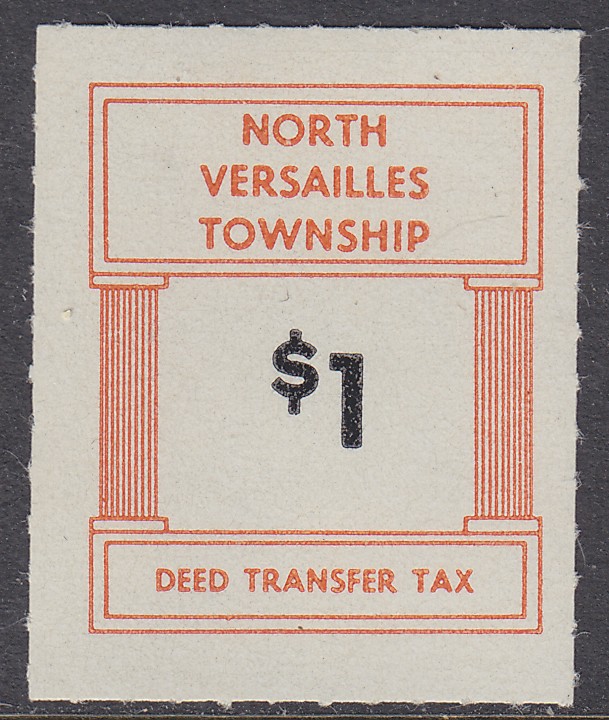 NORTH
VERSAILLES
TOWNSHIP
$1
DEED TRANSFER TAX